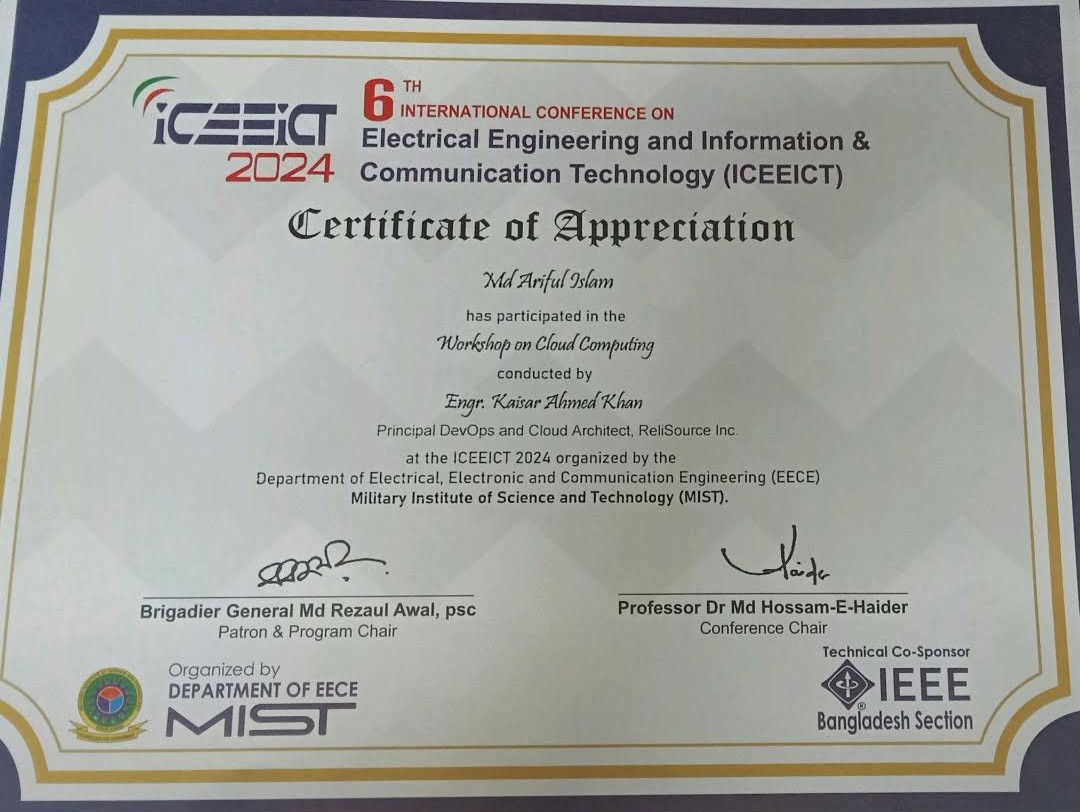 iCEEiCT
2024
6TH
INTERNATIONAL CONFERENCE ON
Electrical Engineering and Information &
Communication Technology (ICEEICT)
Certificate of Appreciation
Md Ariful Islam
has participated in the
Workshop on Cloud Computing
conducted by
Engr. Kaisar Ahmed Khan
Principal DevOps and Cloud Architect, ReliSource Inc.
at the ICEEICT 2024 organized by the
Department of Electrical, Electronic and Communication Engineering (EECE)
Military Institute of Science and Technology (MIST).
Haider
Brigadier General Md Rezaul Awal, psc
Patron & Program Chair
Professor Dr Md Hossam-E-Haider
Conference Chair
Organized by
DEPARTMENT OF EECE
MIST
Technical Co-Sponsor
IEEE
®
Bangladesh Section